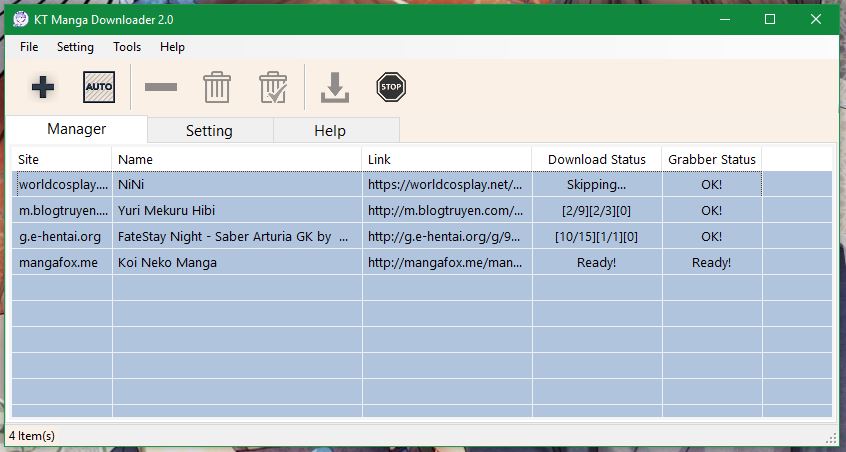 KT Manga Downloader 2.0
File Setting Tools Help
AUTO STOP
Manager Setting Help
Site Name Link Download Status Grabber Status
worldcosplay.... NiNi https://worldcosplay.net/... Skipping... OK!
m.blogtruyen.... Yuri Mekuru Hibi http://m.blogtruyen.com/... [2/9][2/3][0] OK!
g.e-hentai.org FateStay Night - Saber Arturia GK by ... http://g.e-hentai.org/g/9... [10/15][1/1][0] OK!
mangafox.me Koi Neko Manga http://mangafox.me/man... Ready! Ready!
4 Item(s)